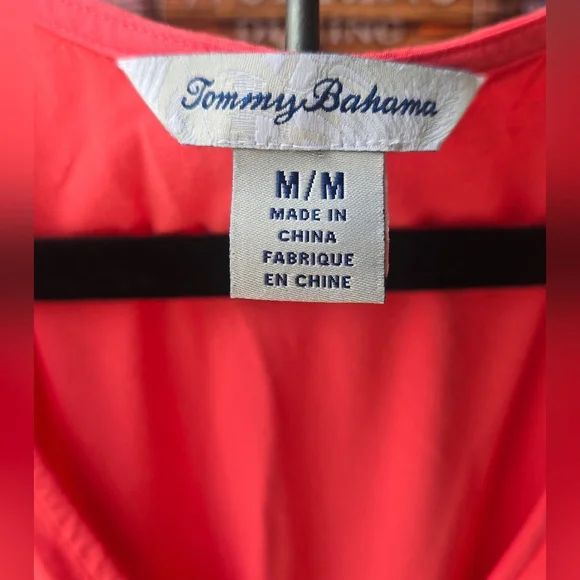 Tommy Bahama
M/M
MADE IN
CHINA
FABRIQUE
EN CHINE